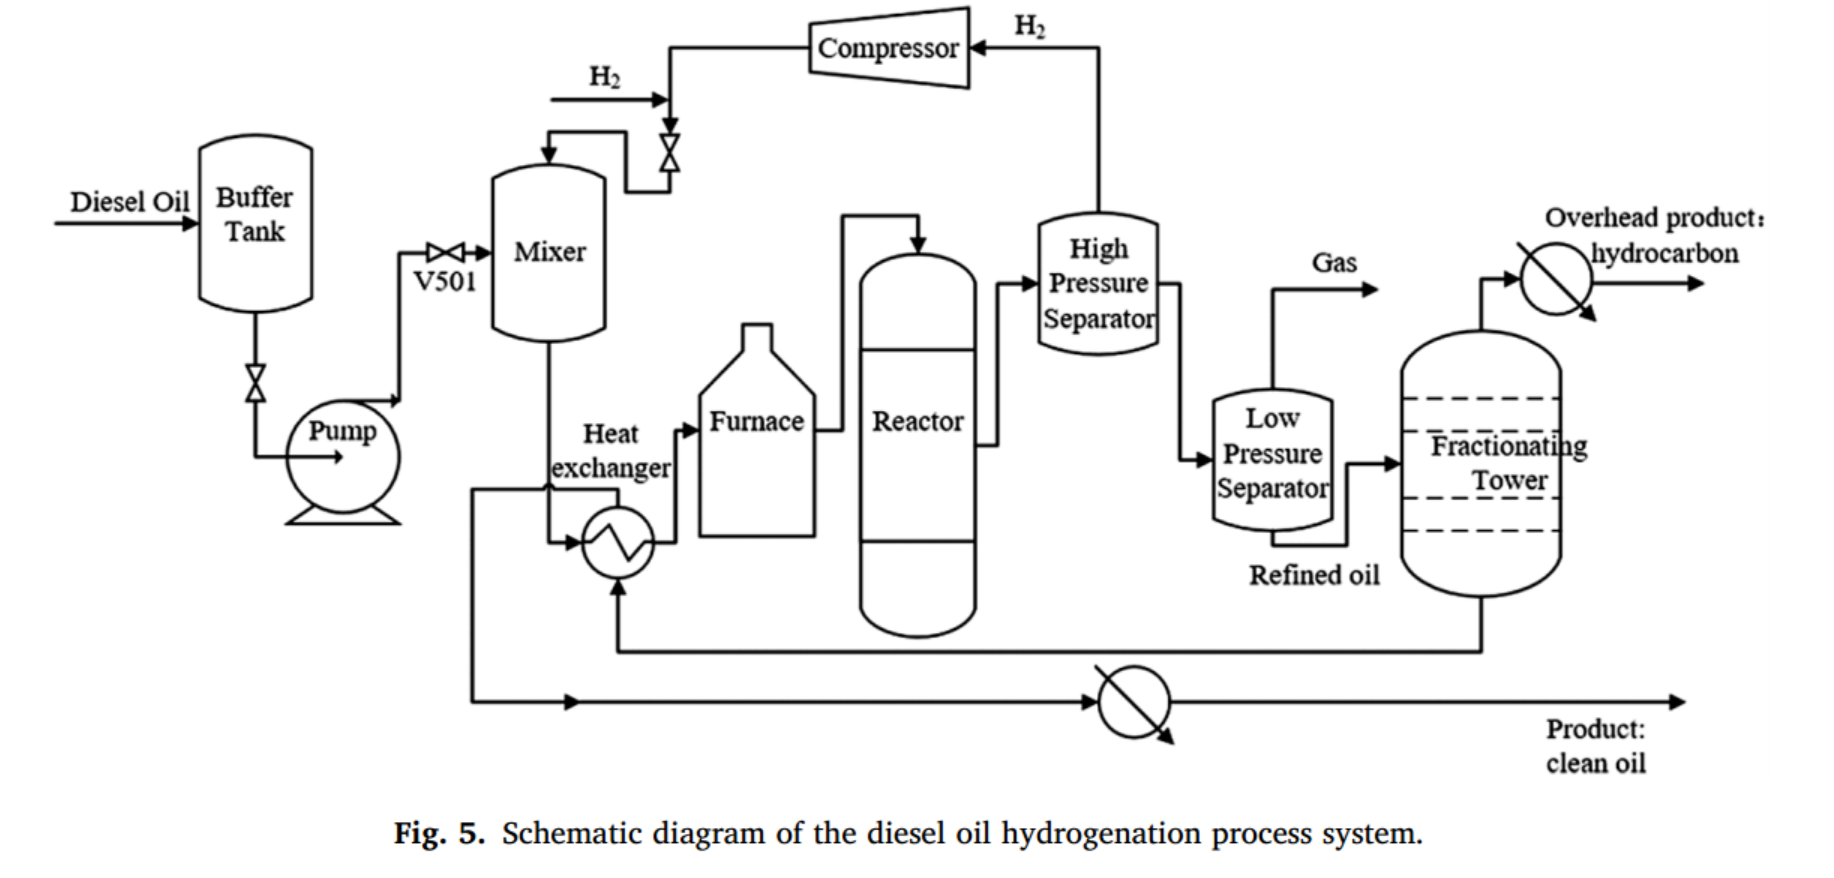 H₂
Compressor
H₂
Diesel Oil
Buffer
Tank
V501
Mixer
Pump
Heat
exchanger
Furnace
Reactor
High
Pressure
Separator
Gas
Low
Pressure
Separator
Refined oil
Overhead product:
hydrocarbon
Fractionating
Tower
Product:
clean oil
Fig. 5. Schematic diagram of the diesel oil hydrogenation process system.